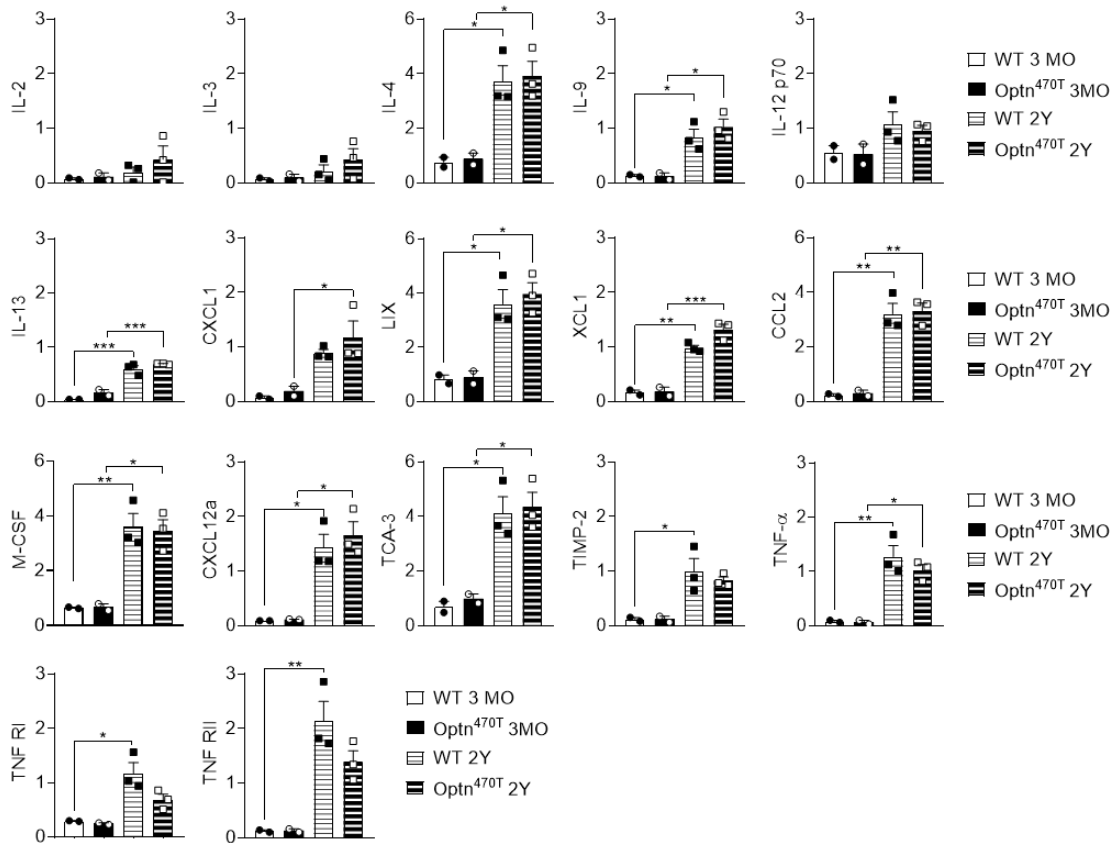 IL-2
3
2
1
0
IL-3
3
2
1
0
IL-4
6
4
2
0
*
*
IL-9
3
2
1
0
*
*
IL-12 p70
3
2
1
0
WT 3 MO
Optn470T 3MO
WT 2Y
Optn470T 2Y
IL-13
3
2
1
0
***
***
CXCL1
3
2
1
0
*
LIX
6
4
2
0
*
*
XCL1
3
2
1
0
**
***
CCL2
6
4
2
0
**
**
WT 3 MO
Optn470T 3MO
WT 2Y
Optn470T 2Y
M-CSF
6
4
2
0
**
*
CXCL12a
3
2
1
0
*
*
TCA-3
6
4
2
0
*
*
TIMP-2
3
2
1
0
*
TNF-α
3
2
1
0
**
*
WT 3 MO
Optn470T 3MO
WT 2Y
Optn470T 2Y
TNF RI
3
2
1
0
*
TNF RII
3
2
1
0
**
WT 3 MO
Optn470T 3MO
WT 2Y
Optn470T 2Y